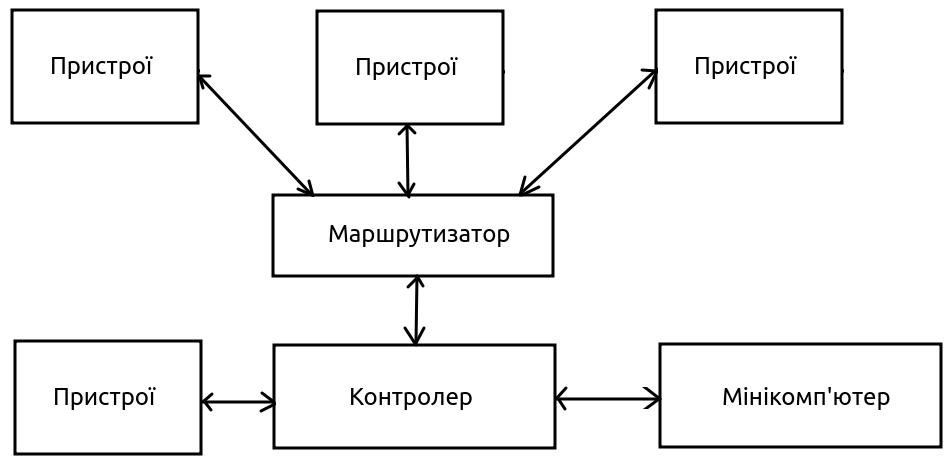 Пристрої
Пристрої
Пристрої
Маршрутизатор
Пристрої
Контролер
Мінікомп'ютер